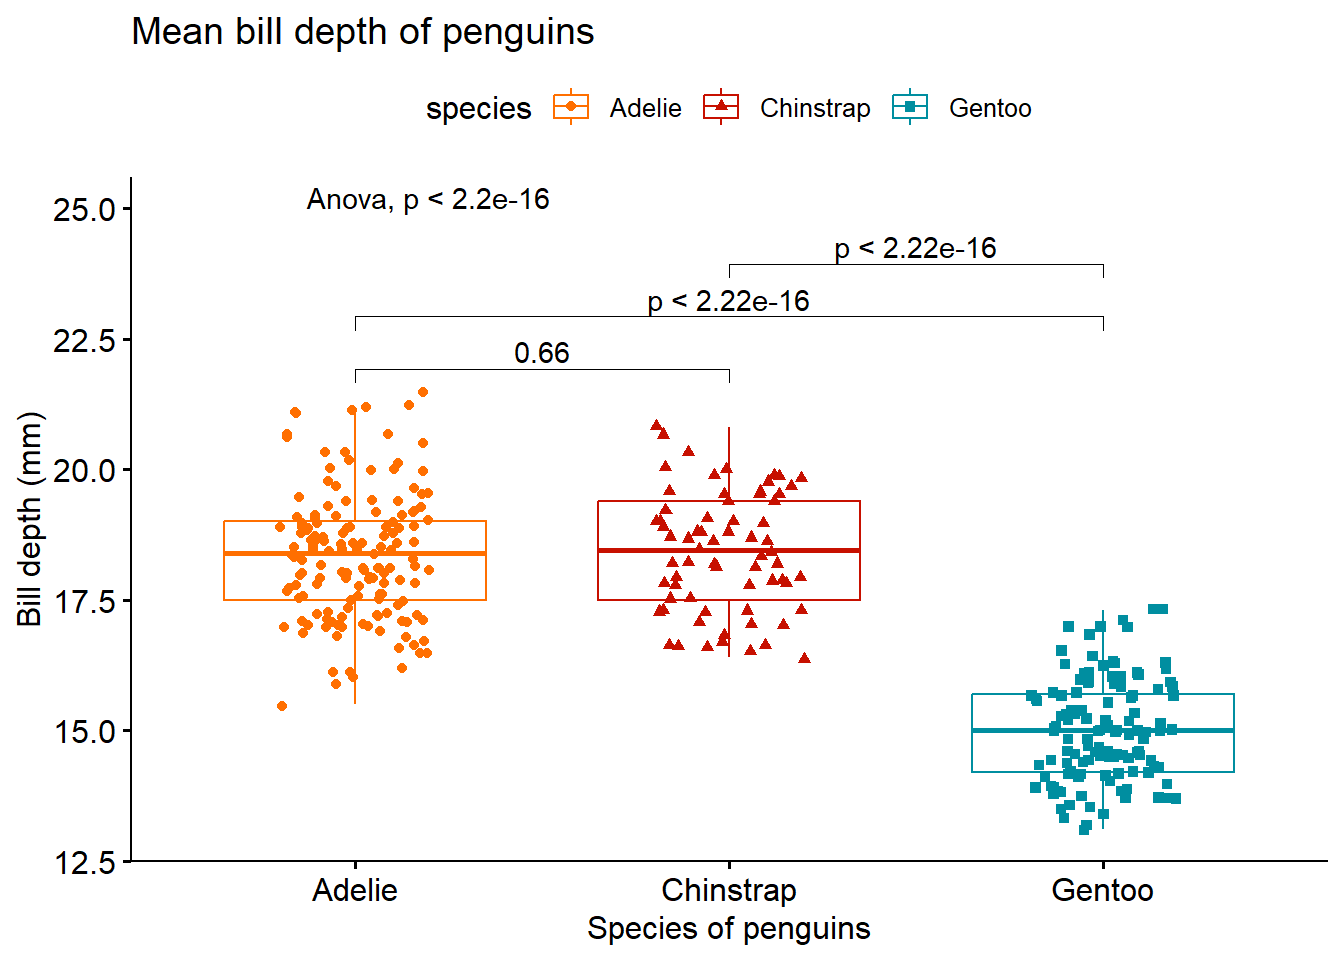 Mean bill depth of penguins
species Adelie Chinstrap Gentoo
Anova, p < 2.2e-16
p < 2.22e-16
p < 2.22e-16
0.66
25.0
22.5
20.0
17.5
15.0
12.5
Bill depth (mm)
Adelie Chinstrap Gentoo
Species of penguins